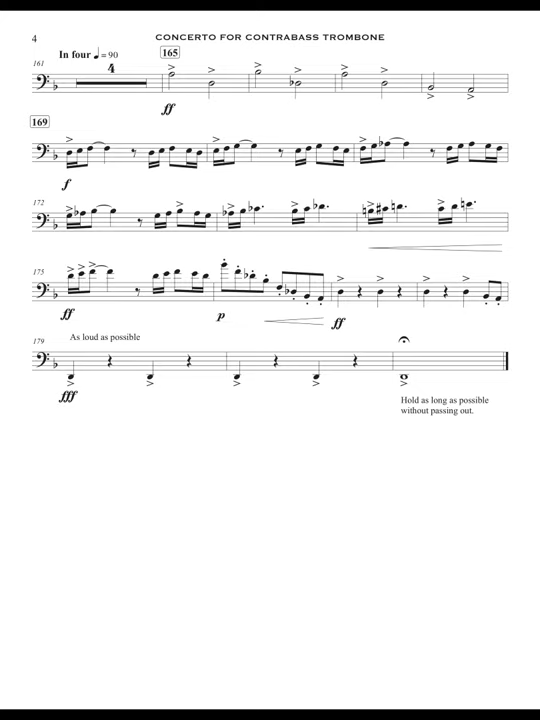 4
CONCERTO FOR CONTRABASS TROMBONE
In four ♩ = 90
165
161
4
ff
169
f
172
175
ff
p
ff
179
As loud as possible
fff
Hold as long as possible
without passing out.